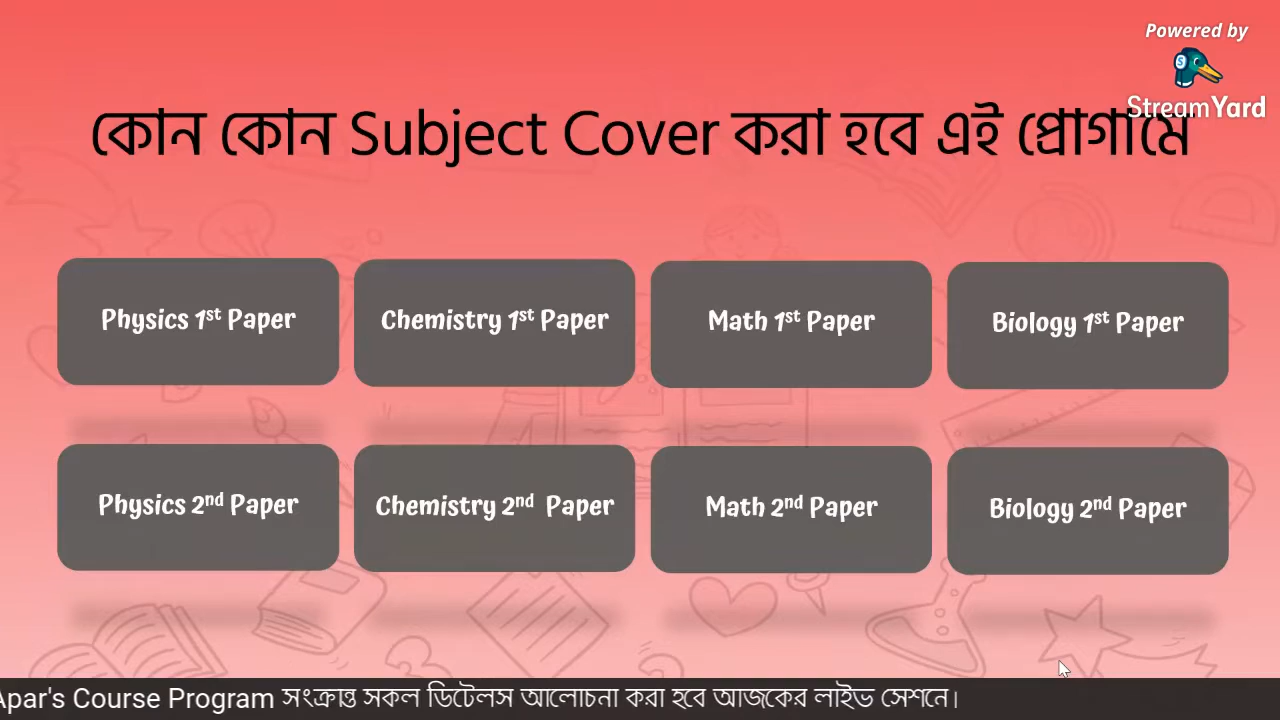 Powered by
StreamYard
কোন কোন Subject Cover করা হবে এই প্রোগামে
Physics 1st Paper
Chemistry 1st Paper
Math 1st Paper
Biology 1st Paper
Physics 2nd Paper
Chemistry 2nd Paper
Math 2nd Paper
Biology 2nd Paper
Apar's Course Program সংক্রান্ত সকল ডিটেলস আলোচনা করা হবে আজকের লাইভ সেশনে।